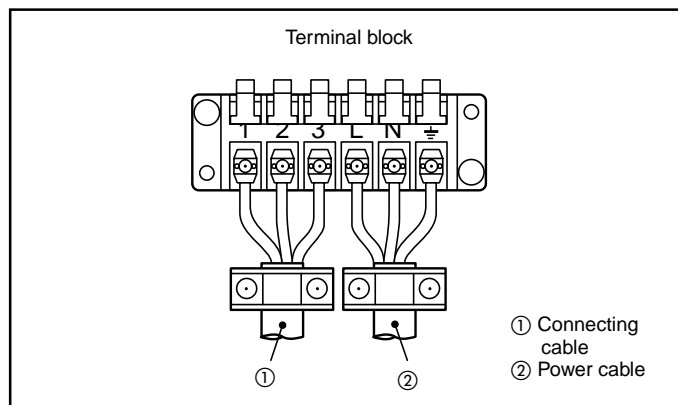 Terminal block
1 2 3 L N ⏚
① ②
① Connecting
cable
② Power cable